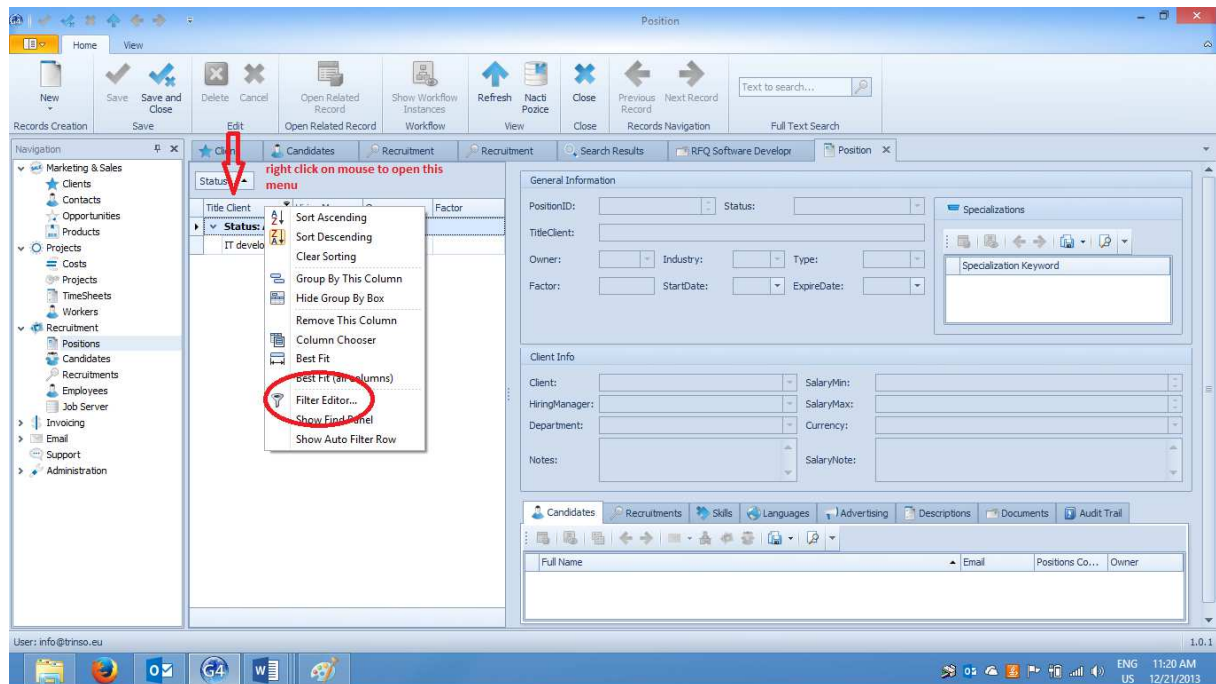 Position
Home View
New Save Save and Close Delete Cancel Open Related Record Show Workflow Instances Refresh Nacti Pozice Close Previous Record Next Record Text to search...
Records Creation Save Edit Open Related Record Workflow View Close Records Navigation Full Text Search
Navigation
Marketing & Sales
Clients
Contacts
Opportunities
Products
Projects
Costs
Projects
TimeSheets
Workers
Recruitment
Positions
Candidates
Recruitments
Employees
Job Server
Invoicing
Email
Support
Administration
Candidates Recruitment Recruitment Search Results RFQ Software Developr Position
right click on mouse to open this
menu
Status
Title Client Factor
Status:
IT develo
Sort Ascending
Sort Descending
Clear Sorting
Group By This Column
Hide Group By Box
Remove This Column
Column Chooser
Best Fit
Best Fit (all columns)
Filter Editor...
Show Find Panel
Show Auto Filter Row
General Information
PositionID: Status:
TitleClient:
Owner: Industry: Type:
Factor: StartDate: ExpireDate:
Specializations
Specialization Keyword
Client Info
Client: SalaryMin:
HiringManager: SalaryMax:
Department: Currency:
Notes: SalaryNote:
Candidates Recruitments Skills Languages Advertising Descriptions Documents Audit Trail
Full Name Email Positions Co... Owner
User: info@trinso.eu 1.0.1
G4 ENG 11:20 AM
US 12/21/2013